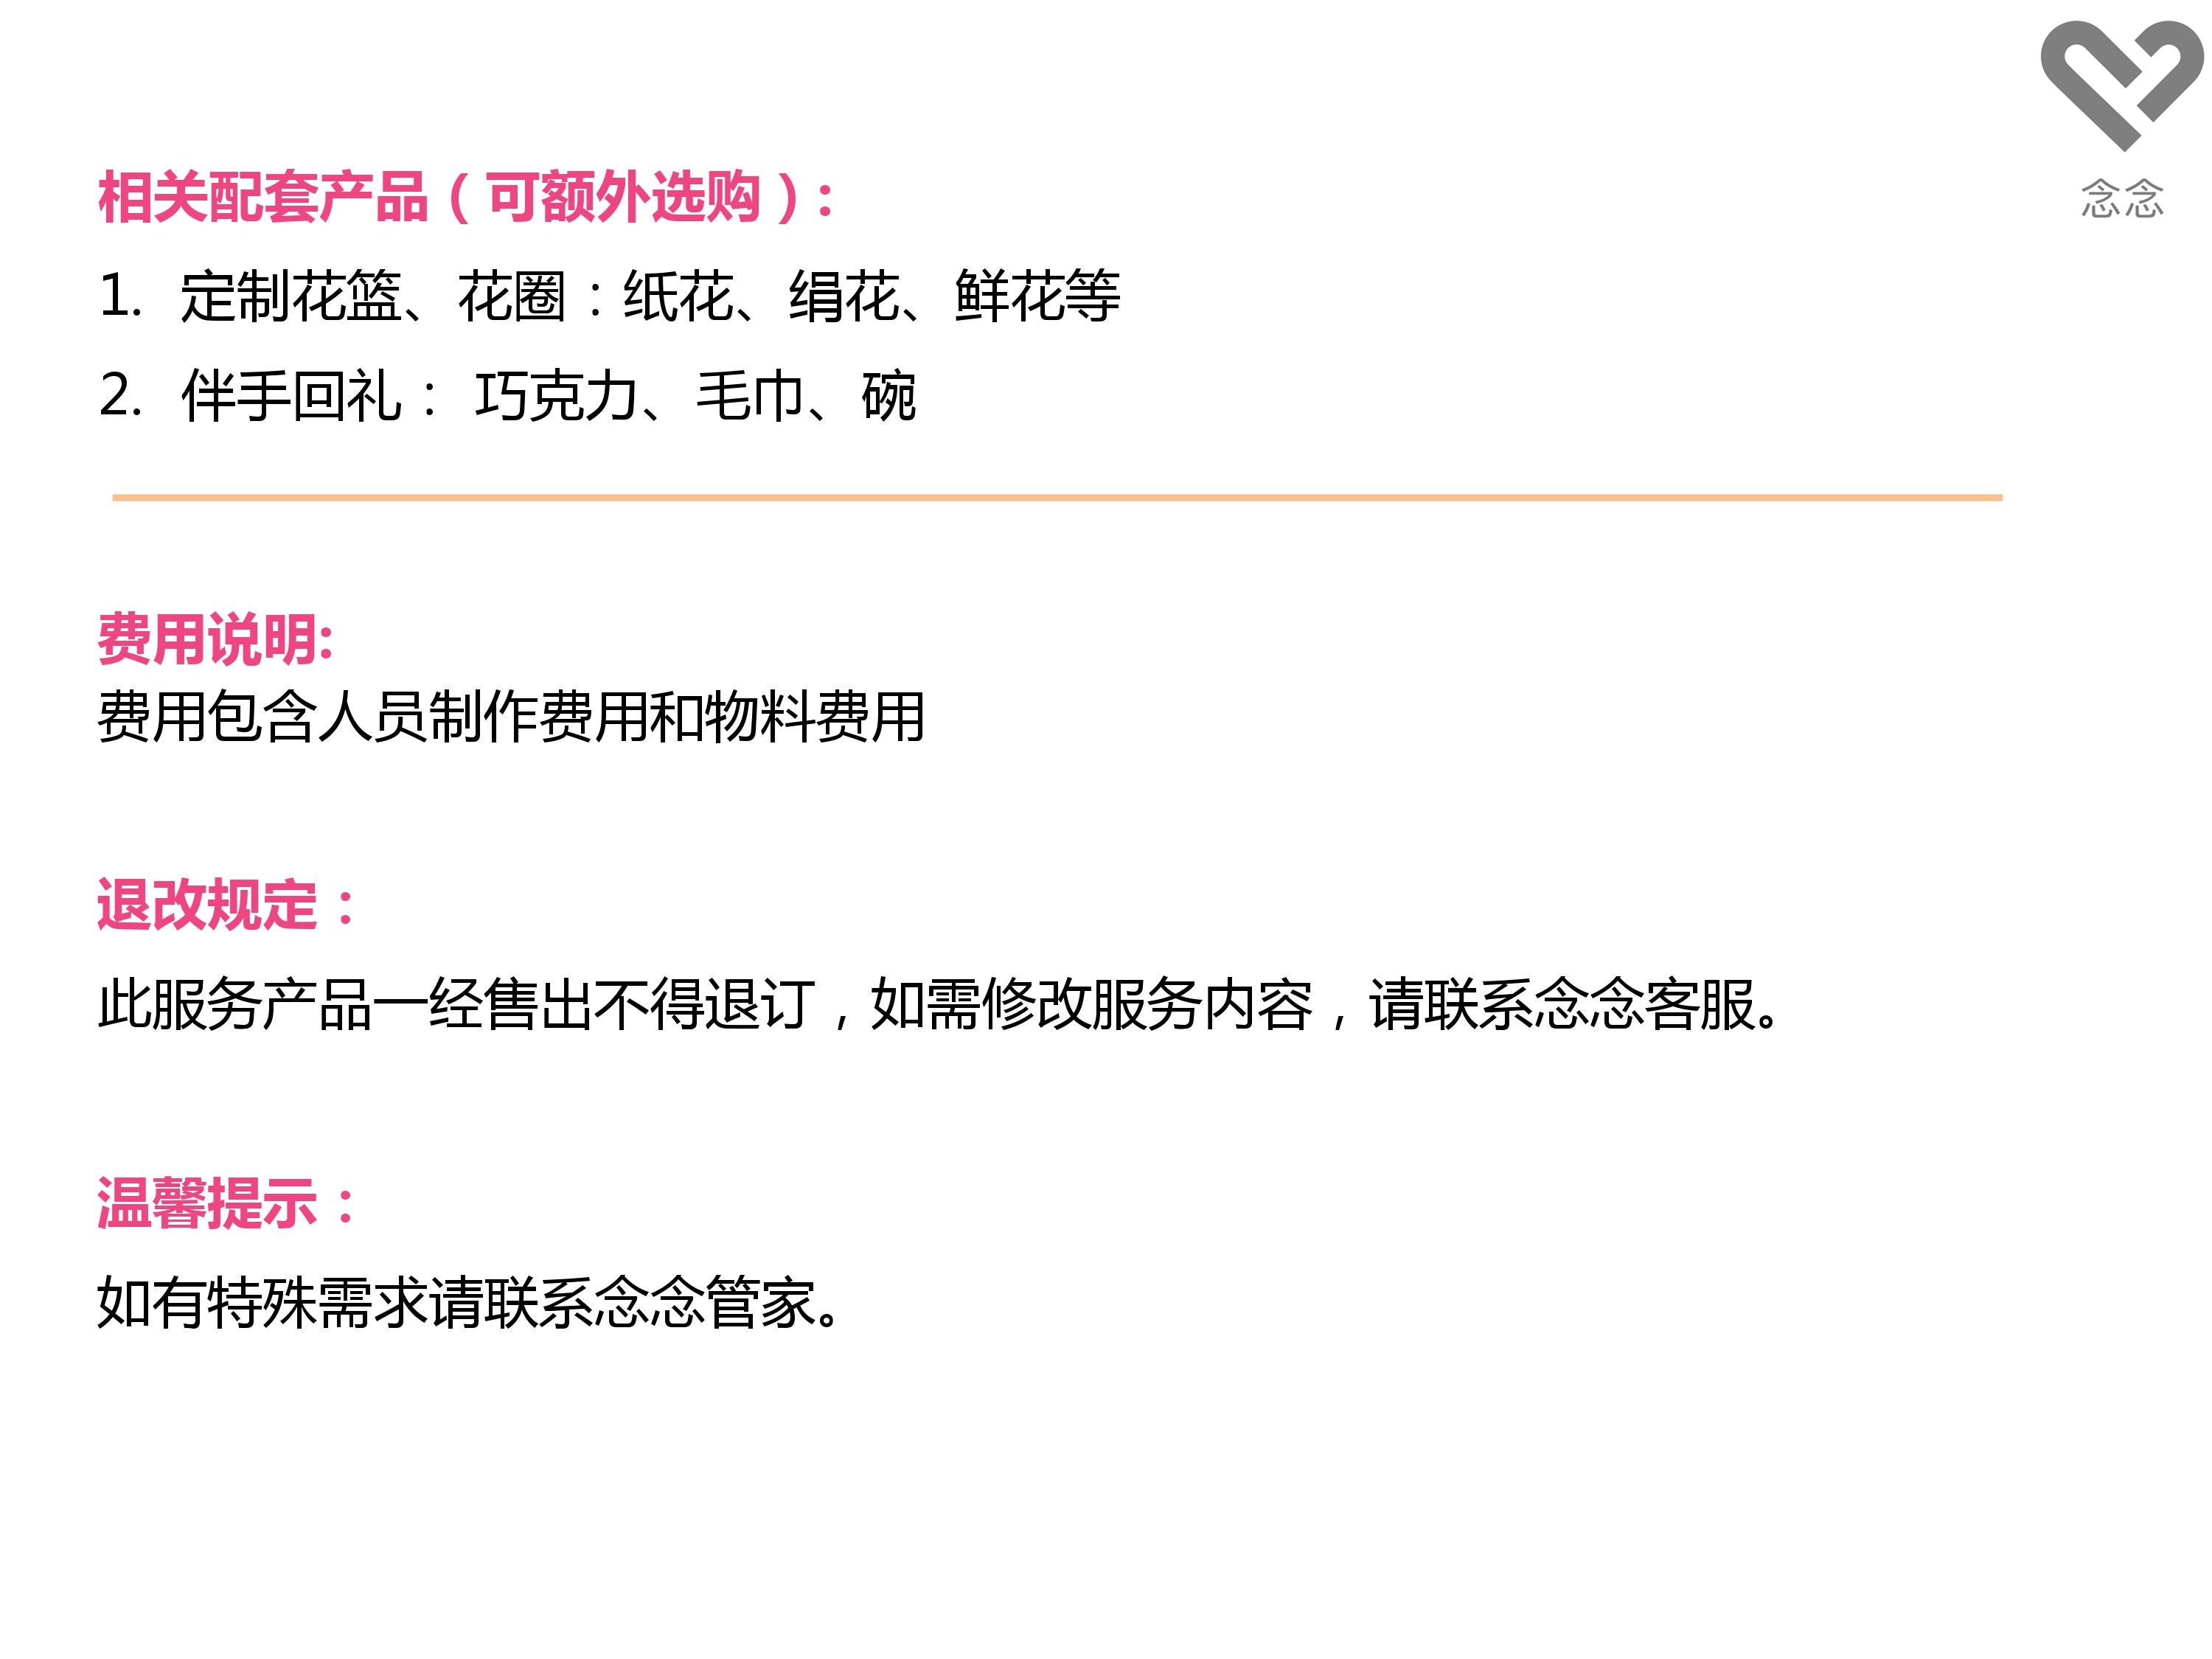 念念
相关配套产品（可额外选购）：
1. 定制花篮、花圈：纸花、绢花、鲜花等
2. 伴手回礼： 巧克力、毛巾、碗
费用说明:
费用包含人员制作费用和物料费用
退改规定：
此服务产品一经售出不得退订，如需修改服务内容，请联系念念客服。
温馨提示：
如有特殊需求请联系念念管家。